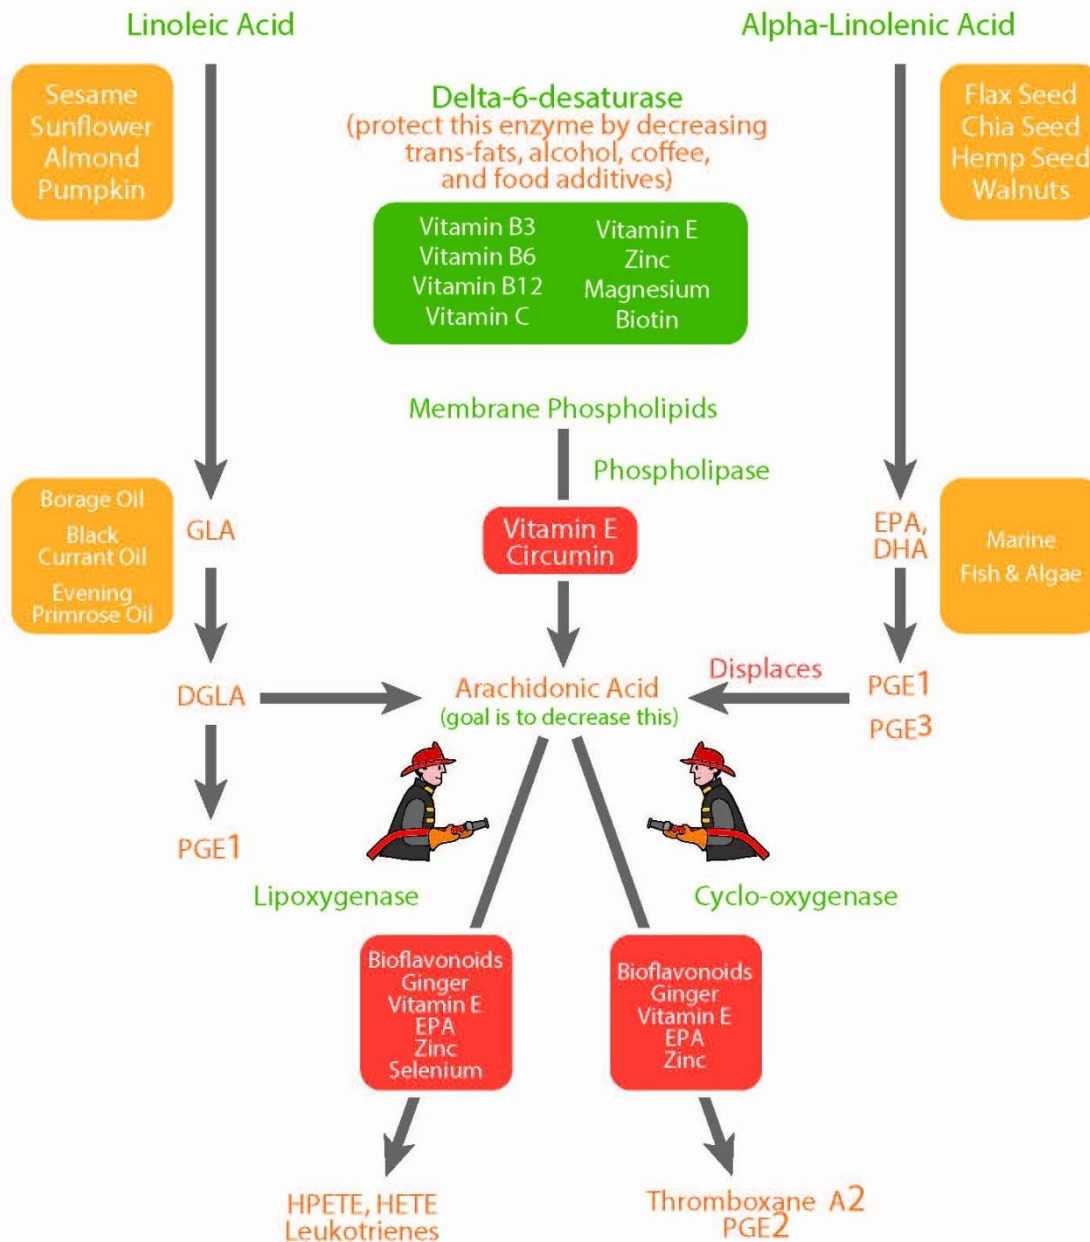 Linoleic Acid
Alpha-Linolenic Acid
Sesame
Sunflower
Almond
Pumpkin
Delta-6-desaturase
(protect this enzyme by decreasing
trans-fats, alcohol, coffee,
and food additives)
Flax Seed
Chia Seed
Hemp Seed
Walnuts
Vitamin B3
Vitamin B6
Vitamin B12
Vitamin C
Vitamin E
Zinc
Magnesium
Biotin
Membrane Phospholipids
Phospholipase
Borage Oil
Black
Currant Oil
Evening
Primrose Oil
GLA
Vitamin E
Circumin
EPA,
DHA
Marine
Fish & Algae
DGLA
Arachidonic Acid
(goal is to decrease this)
Displaces
PGE1
PGE3
PGE1
Lipoxygenase
Cyclo-oxygenase
Bioflavonoids
Ginger
Vitamin E
EPA
Zinc
Selenium
Bioflavonoids
Ginger
Vitamin E
EPA
Zinc
HPETE, HETE
Leukotrienes
Thromboxane A2
PGE2